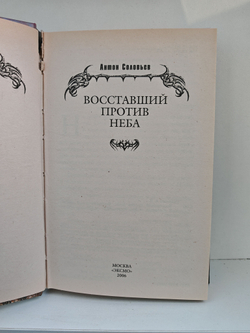 Антон Соловьев
ВОССТАВШИЙ
ПРОТИВ
НЕБА
МОСКВА
«ЭКСМО»
2006